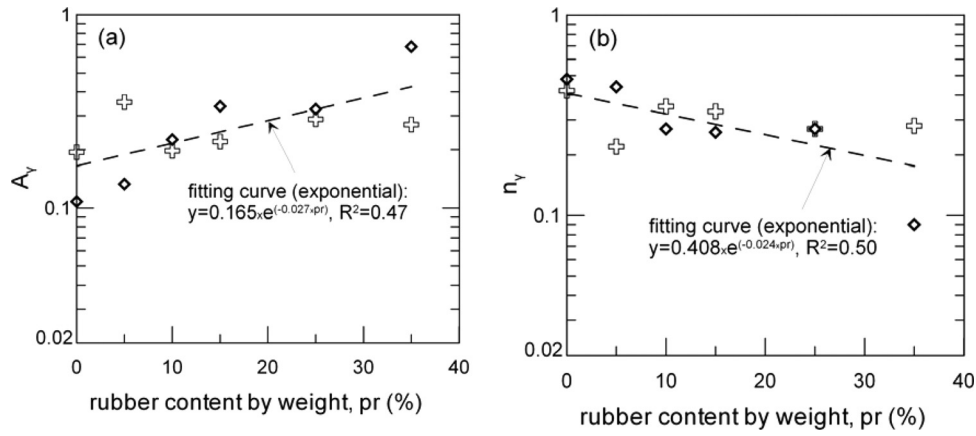 (a)
1
0.1
0.02
Aγ
0
10
20
30
40
rubber content by weight, pr (%)
fitting curve (exponential):
y=0.165xe(-0.027xpr), R2=0.47
(b)
1
0.1
0.02
nγ
0
10
20
30
40
rubber content by weight, pr (%)
fitting curve (exponential):
y=0.408xe(-0.024xpr), R2=0.50